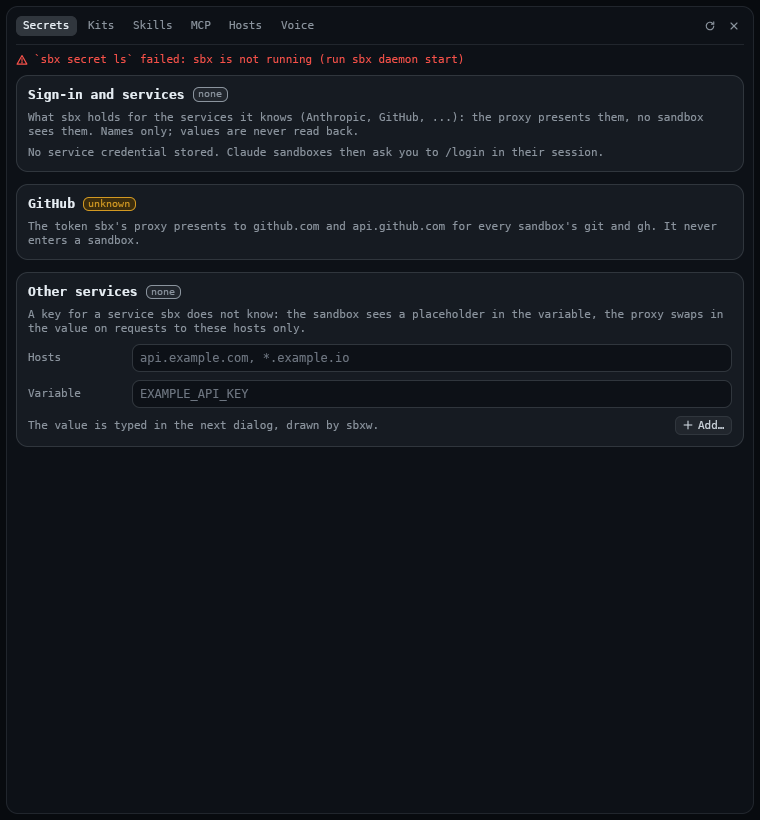 Secrets Kits Skills MCP Hosts Voice
`sbx secret ls` failed: sbx is not running (run sbx daemon start)
Sign-in and services none
What sbx holds for the services it knows (Anthropic, GitHub, ...): the proxy presents them, no sandbox
sees them. Names only; values are never read back.
No service credential stored. Claude sandboxes then ask you to /login in their session.
GitHub unknown
The token sbx's proxy presents to github.com and api.github.com for every sandbox's git and gh. It never
enters a sandbox.
Other services none
A key for a service sbx does not know: the sandbox sees a placeholder in the variable, the proxy swaps in
the value on requests to these hosts only.
Hosts api.example.com, *.example.io
Variable EXAMPLE_API_KEY
The value is typed in the next dialog, drawn by sbxw. Add…